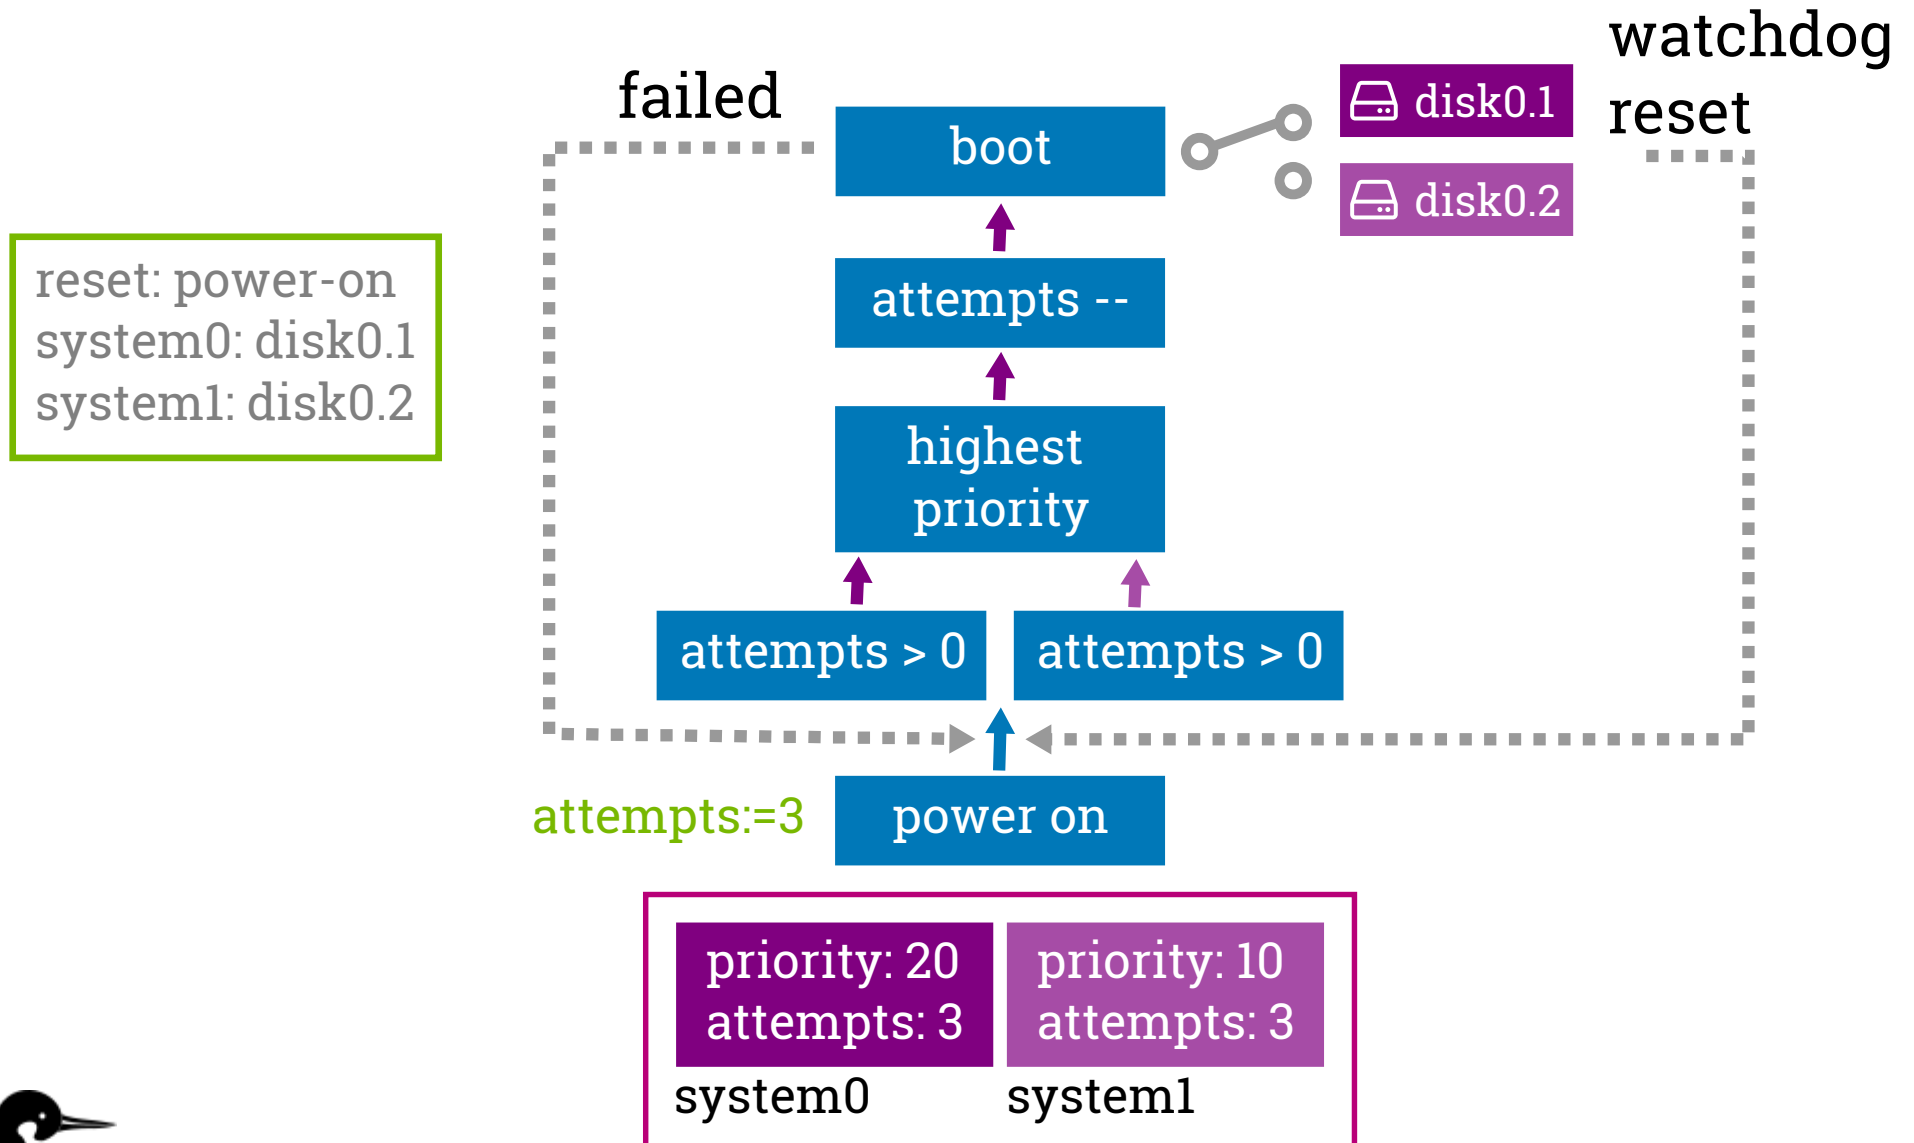 watchdog
reset
failed
boot
disk0.1
disk0.2
reset: power-on
system0: disk0.1
system1: disk0.2
attempts --
highest
priority
attempts > 0
attempts > 0
attempts:=3
power on
priority: 20
attempts: 3
priority: 10
attempts: 3
system0
system1